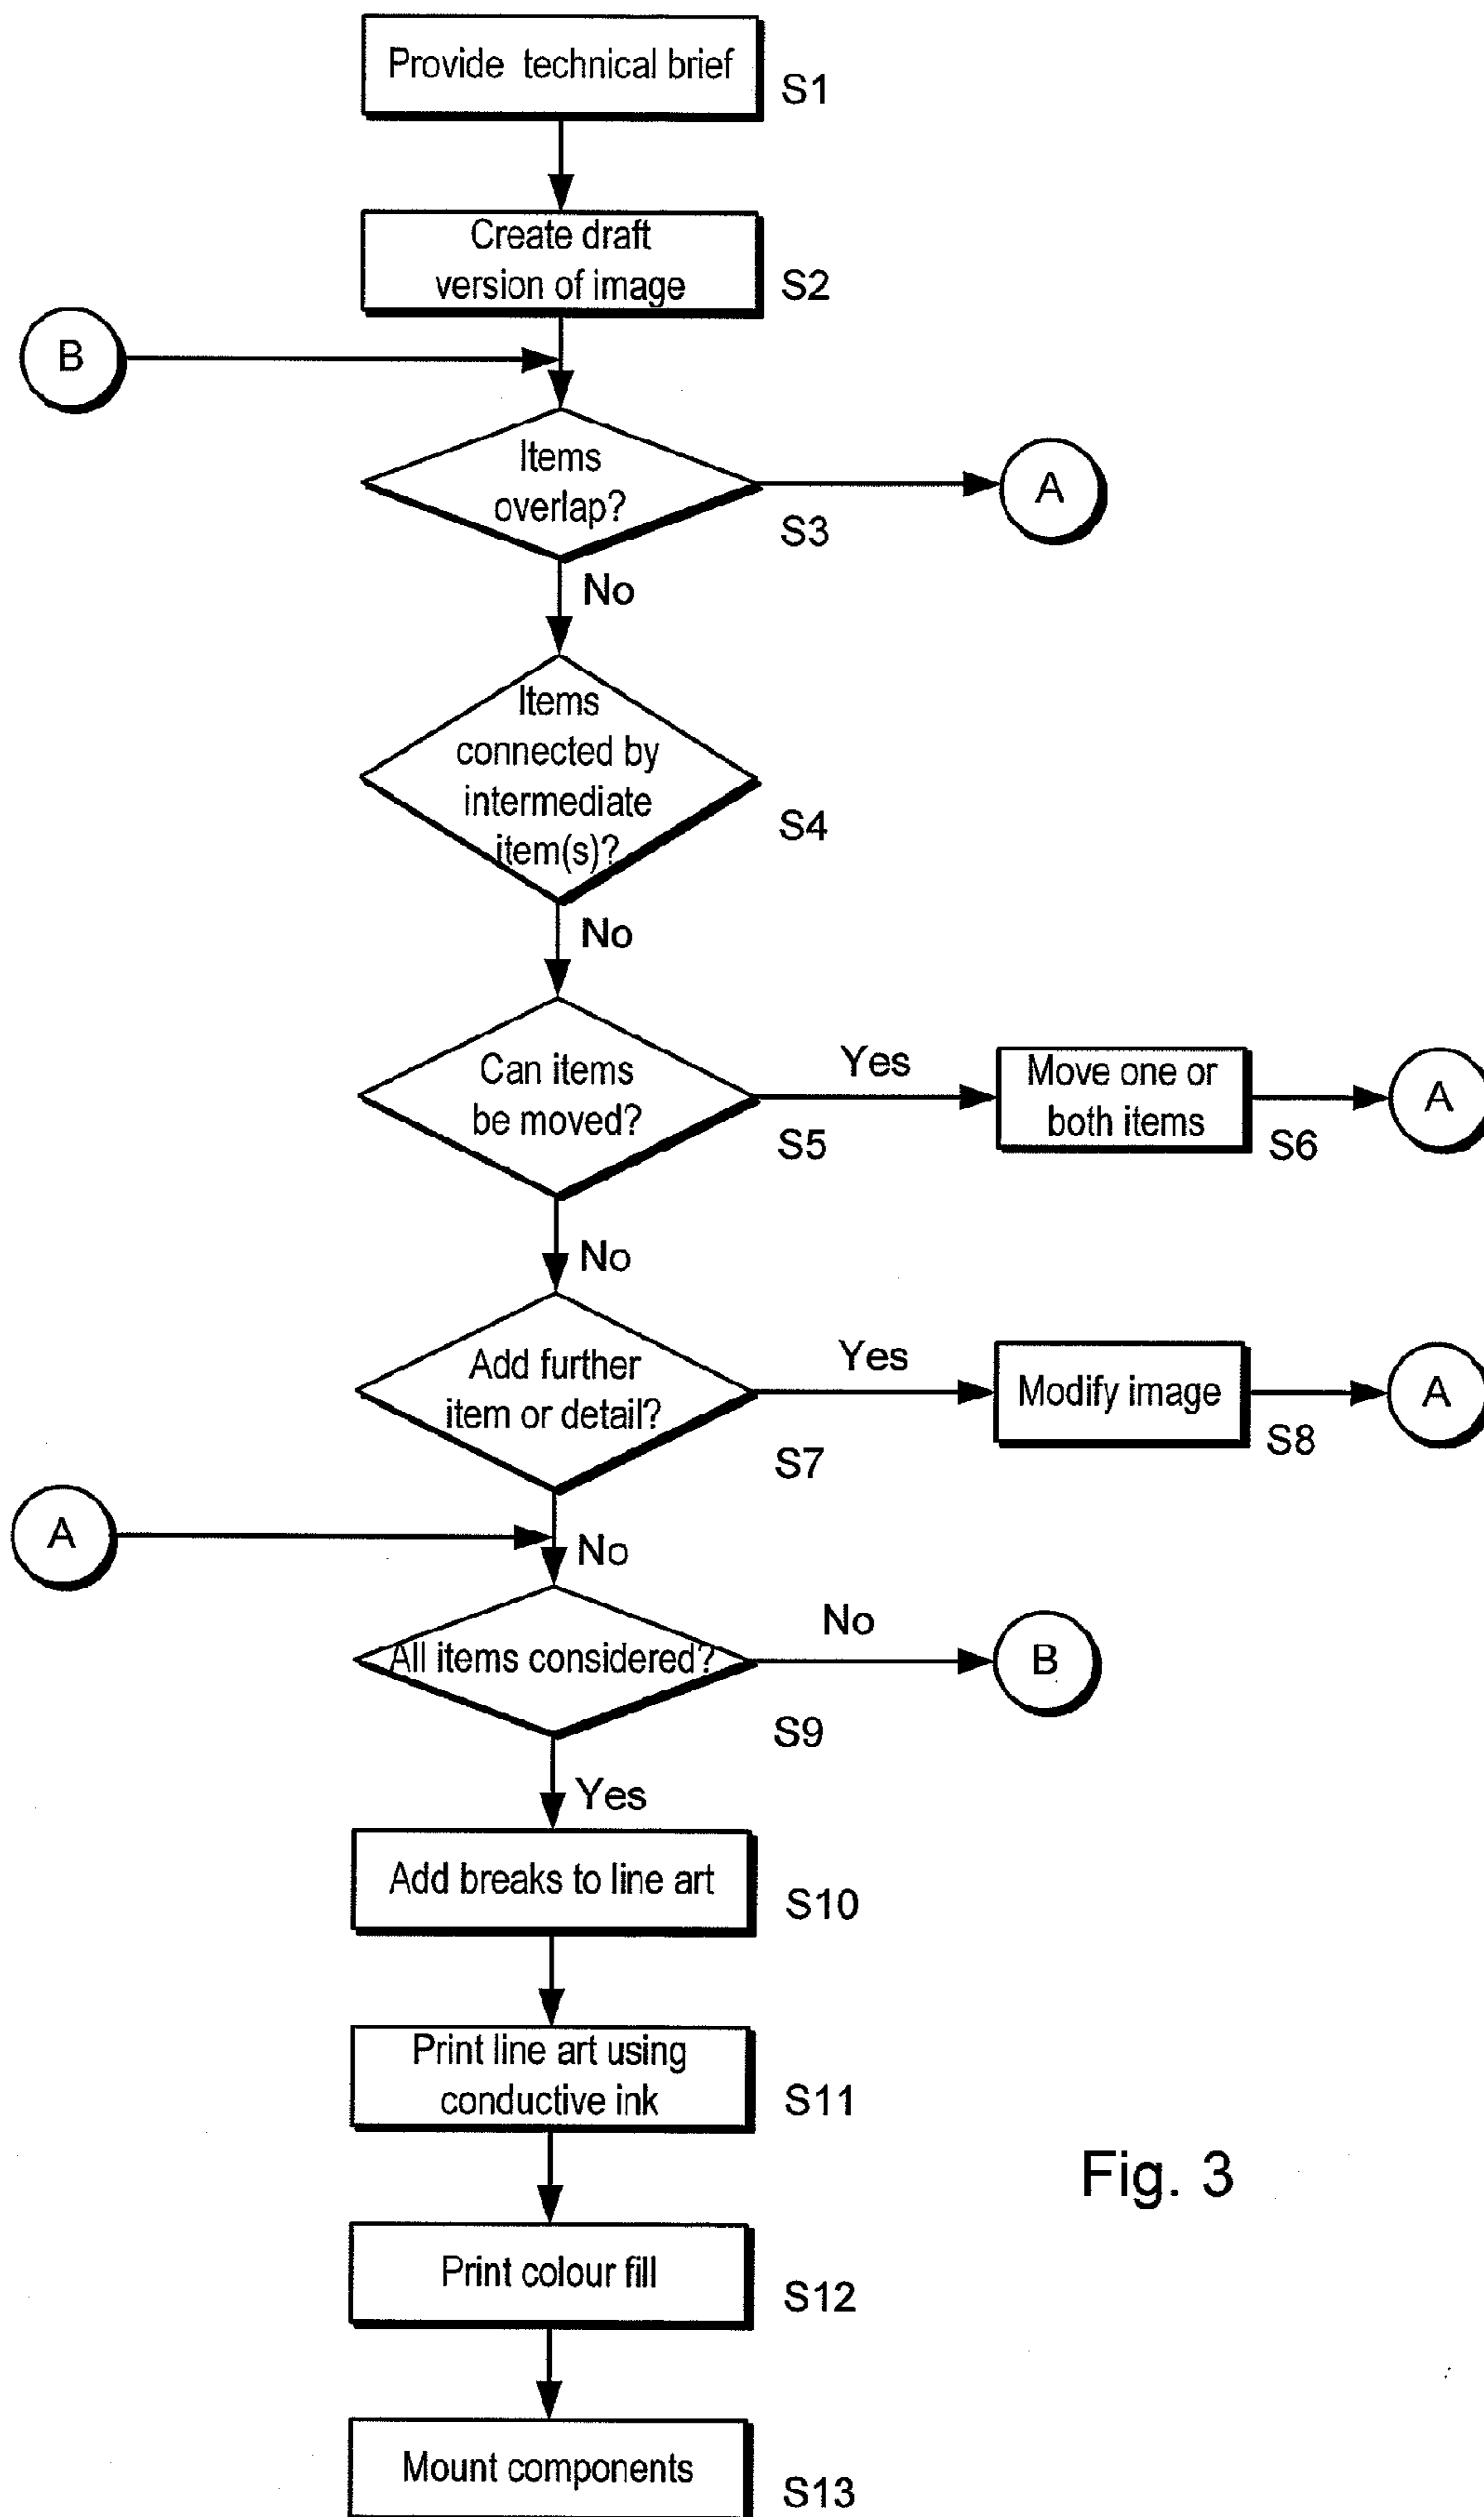 Provide technical brief
S1
Create draft
version of image
S2
B
Items
overlap?
S3
A
No
Items
connected by
intermediate
item(s)?
S4
No
Can items
be moved?
S5
Yes
Move one or
both items
S6
A
No
Add further
item or detail?
S7
Yes
Modify image
S8
A
A
No
All items considered?
S9
No
B
Yes
Add breaks to line art
S10
Print line art using
conductive ink
S11
Fig. 3
Print colour fill
S12
Mount components
S13